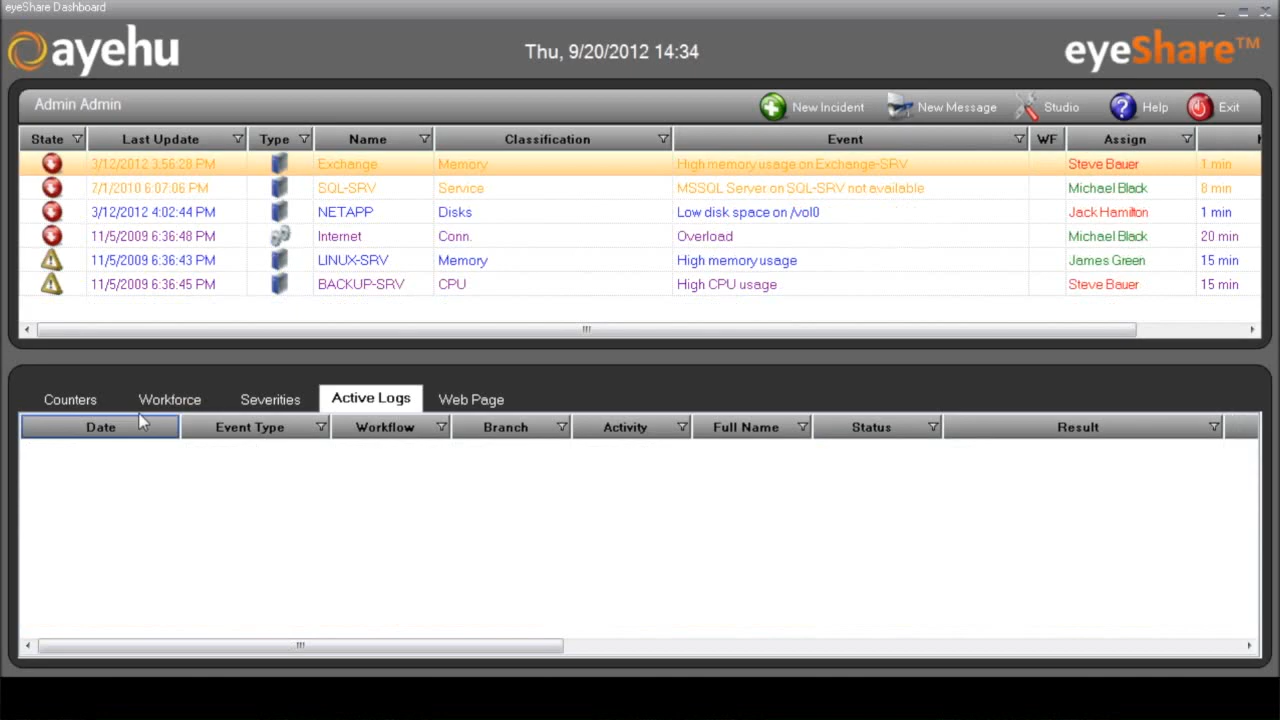 eyeShare Dashboard
ayehu
Thu, 9/20/2012 14:34
eyeShare™
Admin Admin
New Incident
New Message
Studio
Help
Exit
State Last Update Type Name Classification Event WF Assign
3/12/2012 3:56:28 PM Exchange Memory High memory usage on Exchange-SRV Steve Bauer 1 min
7/1/2010 6:07:06 PM SQL-SRV Service MSSQL Server on SQL-SRV not available Michael Black 8 min
3/12/2012 4:02:44 PM NETAPP Disks Low disk space on /vol0 Jack Hamilton 1 min
11/5/2009 6:36:48 PM Internet Conn. Overload Michael Black 20 min
11/5/2009 6:36:43 PM LINUX-SRV Memory High memory usage James Green 15 min
11/5/2009 6:36:45 PM BACKUP-SRV CPU High CPU usage Steve Bauer 15 min
Counters Workforce Severities Active Logs Web Page
Date Event Type Workflow Branch Activity Full Name Status Result